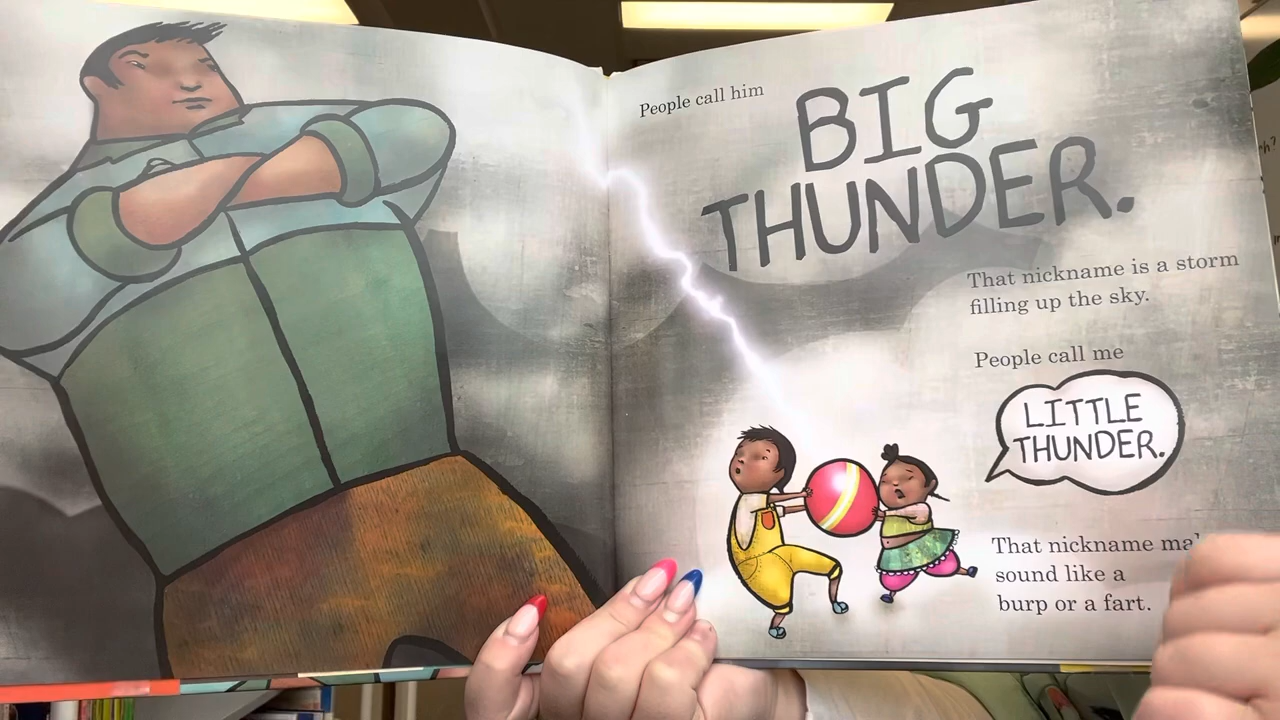 People call him
BIG
THUNDER.
That nickname is a storm
filling up the sky.
People call me
LITTLE
THUNDER.
That nickname
sound like a
burp or a fart.